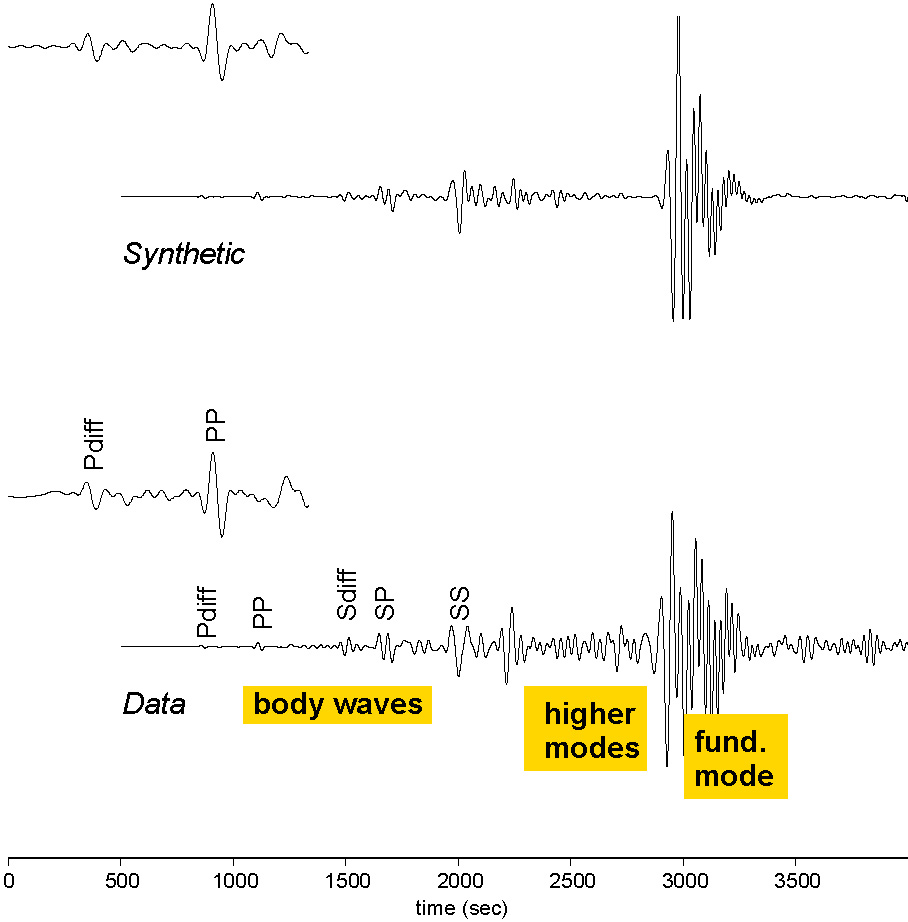 Synthetic
Pdiff
PP
Pdiff
PP
Sdiff
SP
SS
Data
body waves
higher
modes
fund.
mode
0 500 1000 1500 2000 2500 3000 3500
time (sec)